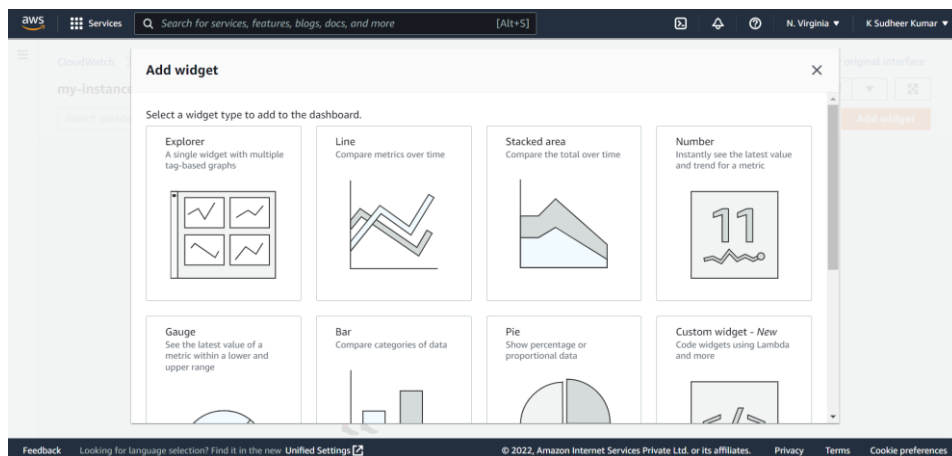 aws
Services
Search for services, features, blogs, docs, and more
[Alt+S]
N. Virginia
K Sudheer Kumar
CloudWatch
original interface
my-instance
Add widget
Add widget
Select a widget type to add to the dashboard.
Explorer
A single widget with multiple
tag-based graphs
Line
Compare metrics over time
Stacked area
Compare the total over time
Number
Instantly see the latest value
and trend for a metric
11
Gauge
See the latest value of a
metric within a lower and
upper range
Bar
Compare categories of data
Pie
Show percentage or
proportional data
Custom widget - New
Code widgets using Lambda
and more
</>
Feedback
Looking for language selection? Find it in the new Unified Settings
© 2022, Amazon Internet Services Private Ltd. or its affiliates.
Privacy
Terms
Cookie preferences